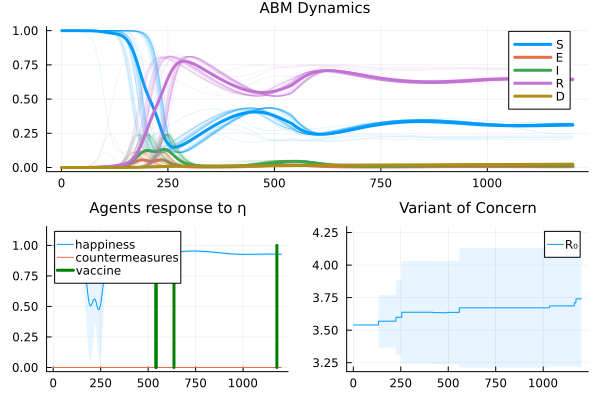 ABM Dynamics
1.00
0.75
0.50
0.25
0.00
S
E
I
R
D
0 250 500 750 1000
Agents response to η
1.00
0.75
0.50
0.25
0.00
happiness
countermeasures
vaccine
0 250 500 750 1000
Variant of Concern
4.25
4.00
3.75
3.50
3.25
R₀
0 250 500 750 1000